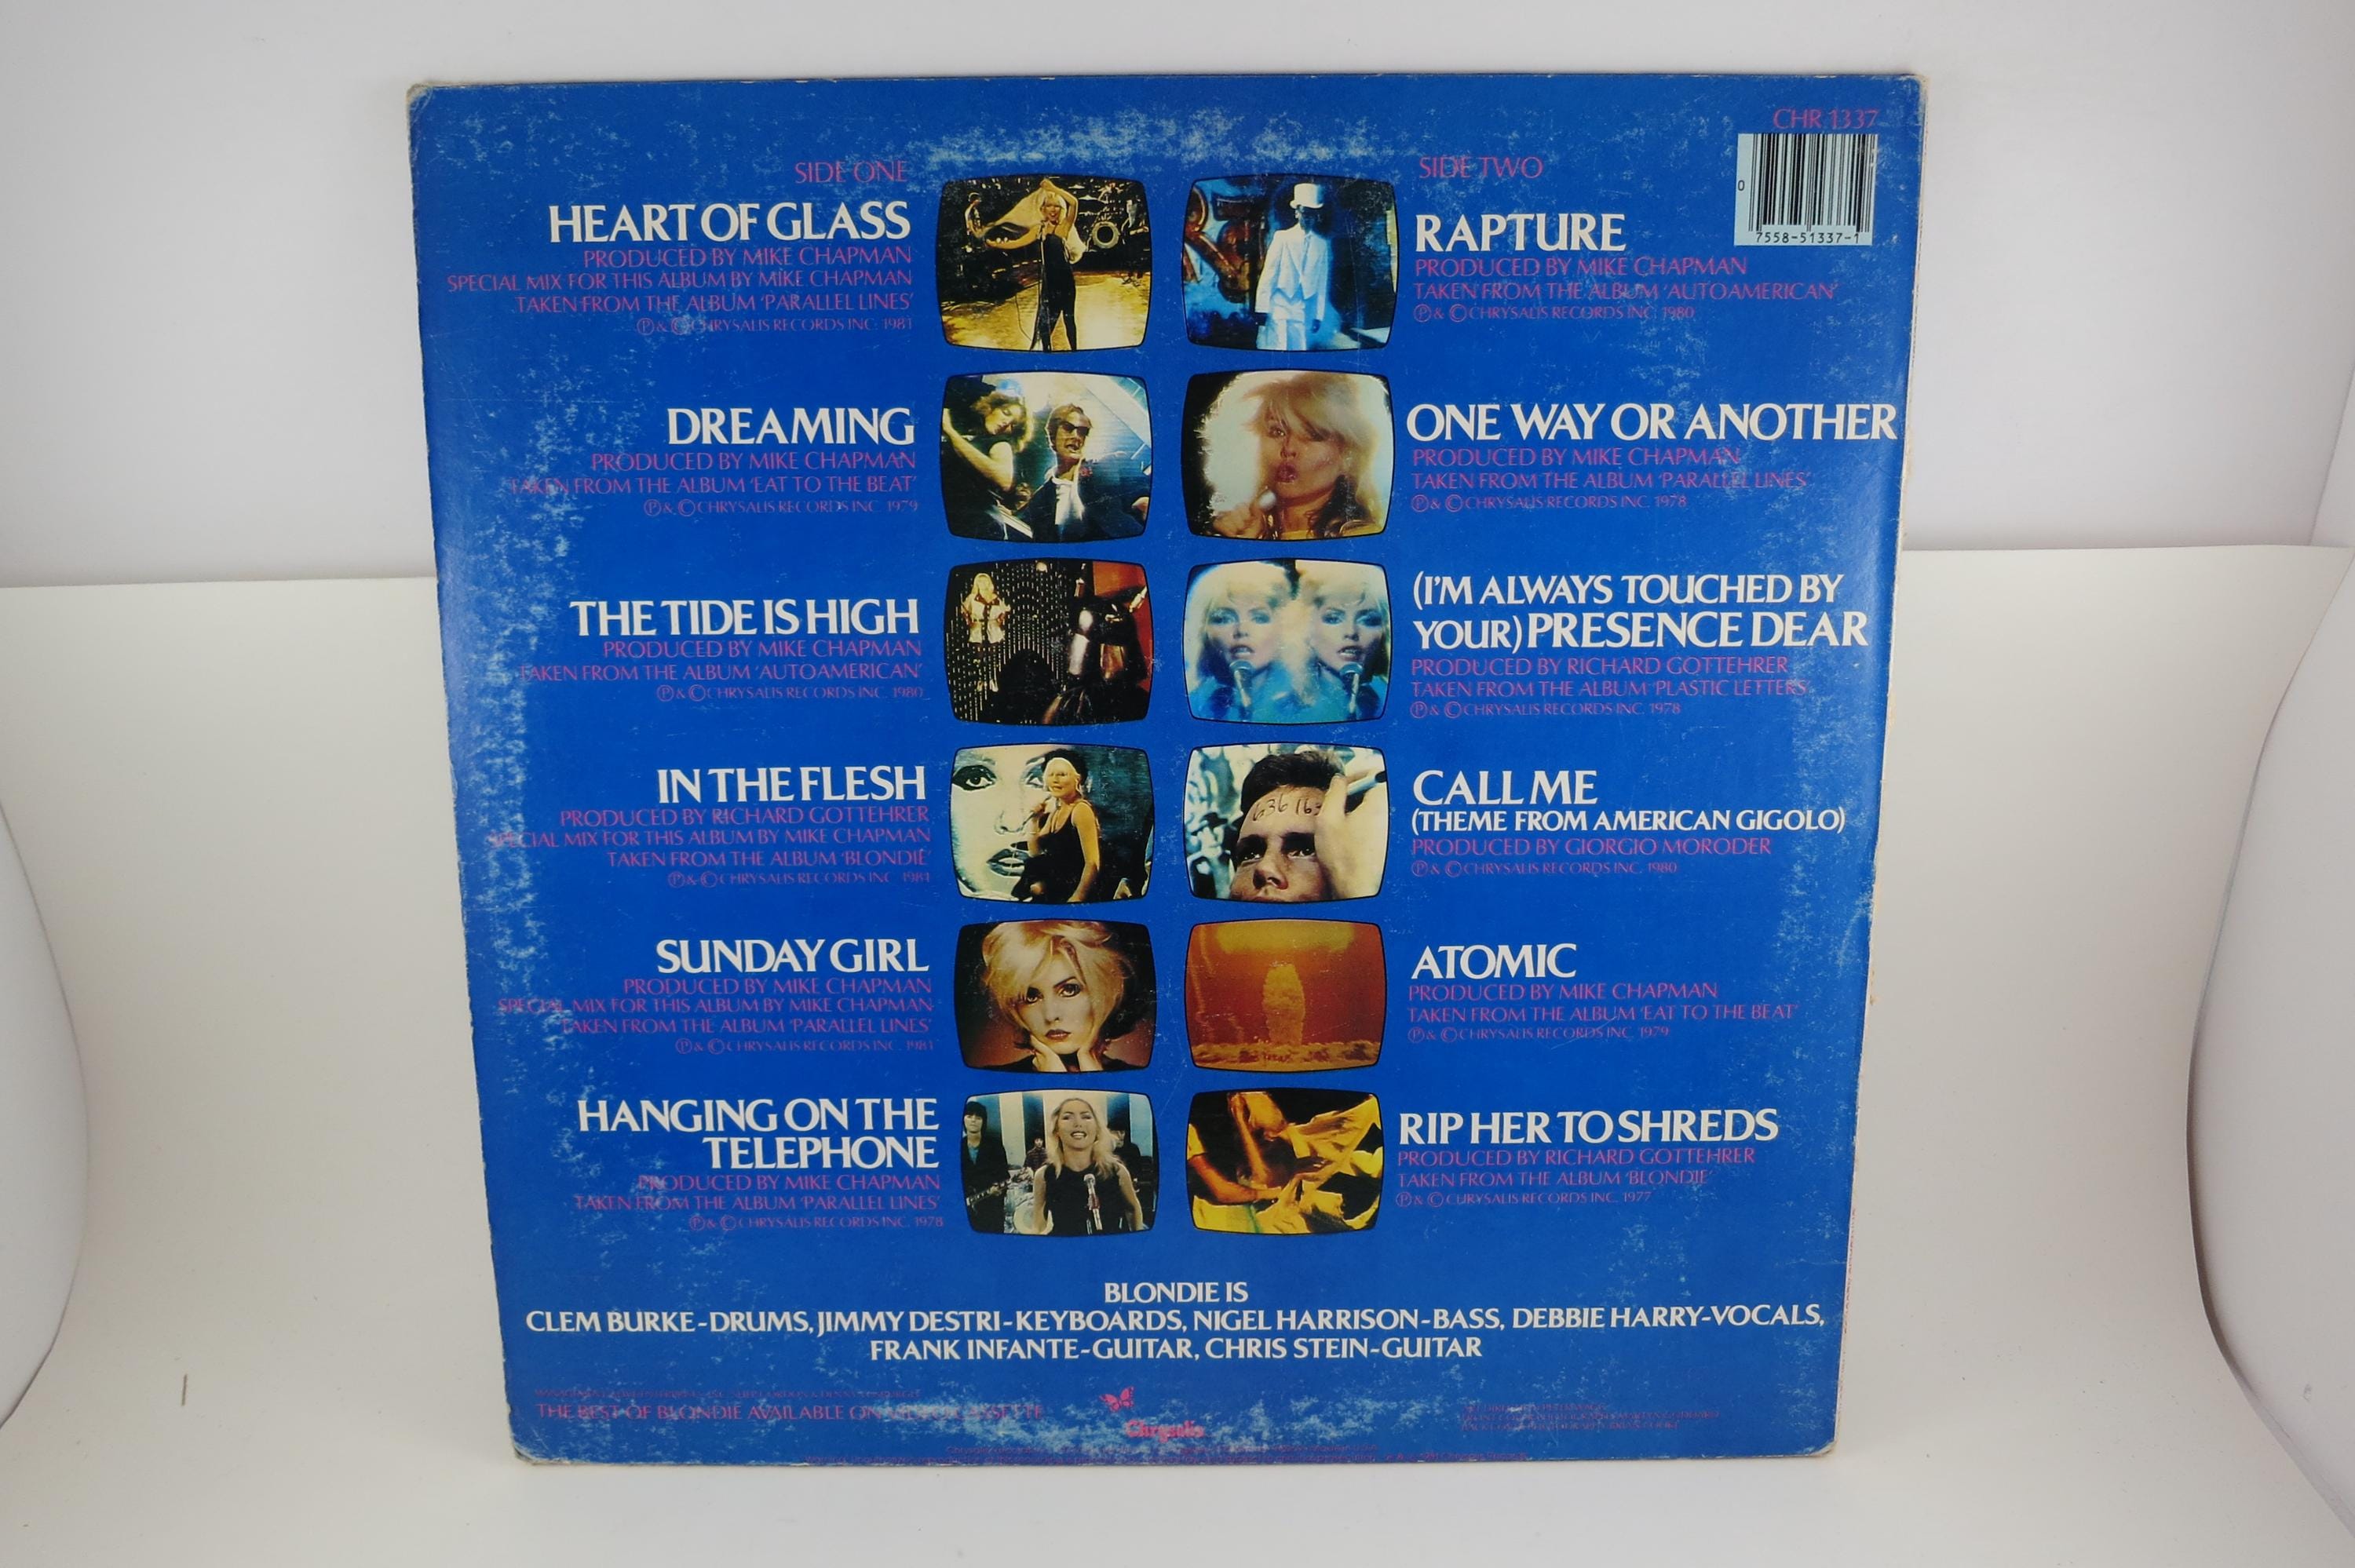 CHR 1337
0
7558-51337-1
SIDE ONE
HEART OF GLASS
PRODUCED BY MIKE CHAPMAN
SPECIAL MIX FOR THIS ALBUM BY MIKE CHAPMAN
TAKEN FROM THE ALBUM 'PARALLEL LINES'
Ⓟ & © CHRYSALIS RECORDS INC. 1981
DREAMING
PRODUCED BY MIKE CHAPMAN
TAKEN FROM THE ALBUM 'EAT TO THE BEAT'
Ⓟ & © CHRYSALIS RECORDS INC. 1979
THE TIDE IS HIGH
PRODUCED BY MIKE CHAPMAN
TAKEN FROM THE ALBUM 'AUTOAMERICAN'
Ⓟ & © CHRYSALIS RECORDS INC. 1980
IN THE FLESH
PRODUCED BY RICHARD GOTTEHRER
SPECIAL MIX FOR THIS ALBUM BY MIKE CHAPMAN
TAKEN FROM THE ALBUM 'BLONDIE'
Ⓟ & © CHRYSALIS RECORDS INC. 1981
SUNDAY GIRL
PRODUCED BY MIKE CHAPMAN
SPECIAL MIX FOR THIS ALBUM BY MIKE CHAPMAN
TAKEN FROM THE ALBUM 'PARALLEL LINES'
Ⓟ & © CHRYSALIS RECORDS INC. 1981
HANGING ON THE
TELEPHONE
PRODUCED BY MIKE CHAPMAN
TAKEN FROM THE ALBUM 'PARALLEL LINES'
Ⓟ & © CHRYSALIS RECORDS INC. 1978
SIDE TWO
RAPTURE
PRODUCED BY MIKE CHAPMAN
TAKEN FROM THE ALBUM 'AUTOAMERICAN'
Ⓟ & © CHRYSALIS RECORDS INC. 1980
ONE WAY OR ANOTHER
PRODUCED BY MIKE CHAPMAN
TAKEN FROM THE ALBUM 'PARALLEL LINES'
Ⓟ & © CHRYSALIS RECORDS INC. 1978
(I'M ALWAYS TOUCHED BY
YOUR) PRESENCE DEAR
PRODUCED BY RICHARD GOTTEHRER
TAKEN FROM THE ALBUM 'PLASTIC LETTERS'
Ⓟ & © CHRYSALIS RECORDS INC. 1978
CALL ME
(THEME FROM AMERICAN GIGOLO)
PRODUCED BY GIORGIO MORODER
Ⓟ & © CHRYSALIS RECORDS INC. 1980
ATOMIC
PRODUCED BY MIKE CHAPMAN
TAKEN FROM THE ALBUM 'EAT TO THE BEAT'
Ⓟ & © CHRYSALIS RECORDS INC. 1979
RIP HER TO SHREDS
PRODUCED BY RICHARD GOTTEHRER
TAKEN FROM THE ALBUM 'BLONDIE'
Ⓟ & © CURYSALIS RECORDS INC. 1977
636 163
BLONDIE IS
CLEM BURKE-DRUMS, JIMMY DESTRI-KEYBOARDS, NIGEL HARRISON-BASS, DEBBIE HARRY-VOCALS,
FRANK INFANTE-GUITAR, CHRIS STEIN-GUITAR
THE BEST OF BLONDIE AVAILABLE ON
Chrysalis